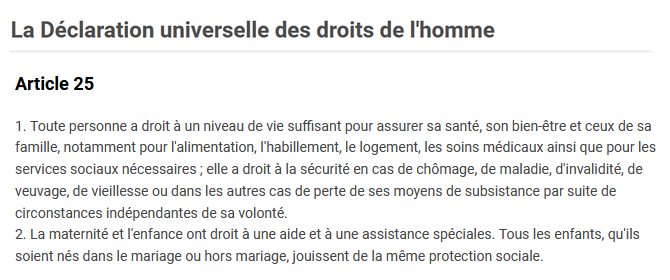 La Déclaration universelle des droits de l'homme
Article 25
1. Toute personne a droit à un niveau de vie suffisant pour assurer sa santé, son bien-être et ceux de sa
famille, notamment pour l'alimentation, l'habillement, le logement, les soins médicaux ainsi que pour les
services sociaux nécessaires ; elle a droit à la sécurité en cas de chômage, de maladie, d'invalidité, de
veuvage, de vieillesse ou dans les autres cas de perte de ses moyens de subsistance par suite de
circonstances indépendantes de sa volonté.
2. La maternité et l'enfance ont droit à une aide et à une assistance spéciales. Tous les enfants, qu'ils
soient nés dans le mariage ou hors mariage, jouissent de la même protection sociale.